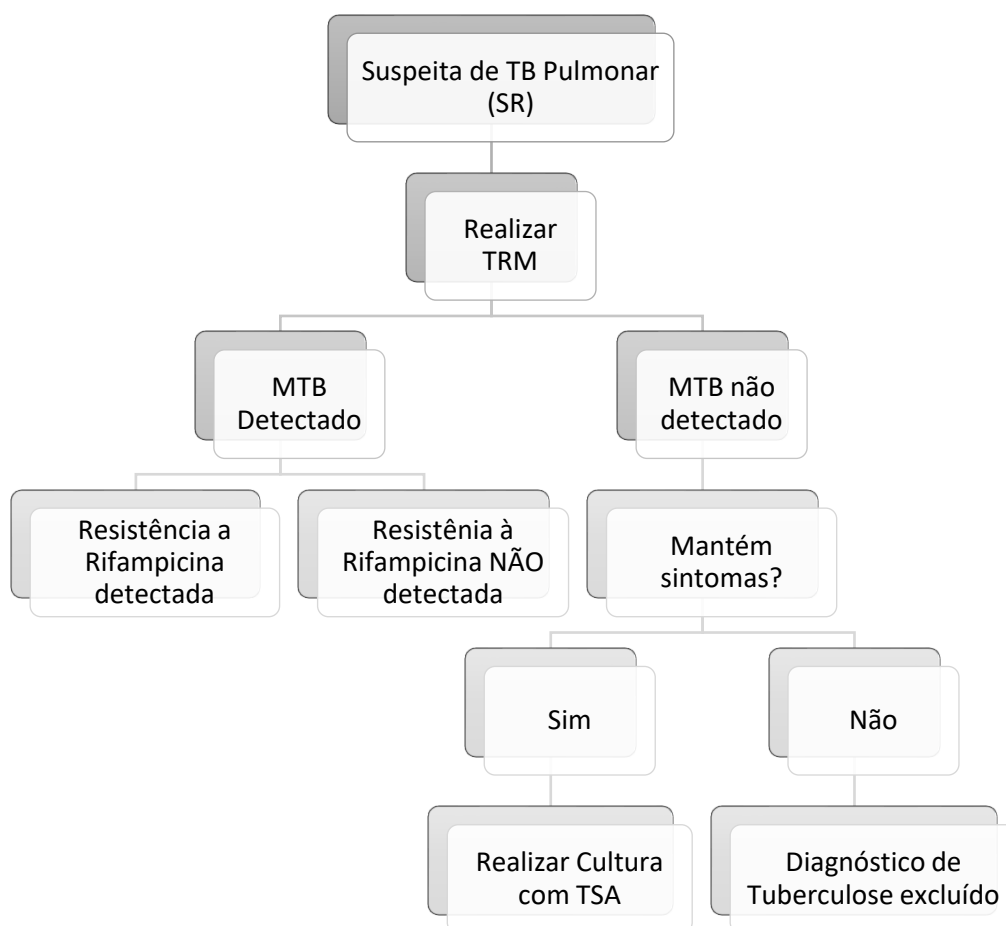 Suspeita de TB Pulmonar
(SR)
Realizar
TRM
MTB
Detectado
MTB não
detectado
Resistência a
Rifampicina
detectada
Resistênia à
Rifampicina NÃO
detectada
Mantém
sintomas?
Sim
Não
Realizar Cultura
com TSA
Diagnóstico de
Tuberculose excluído